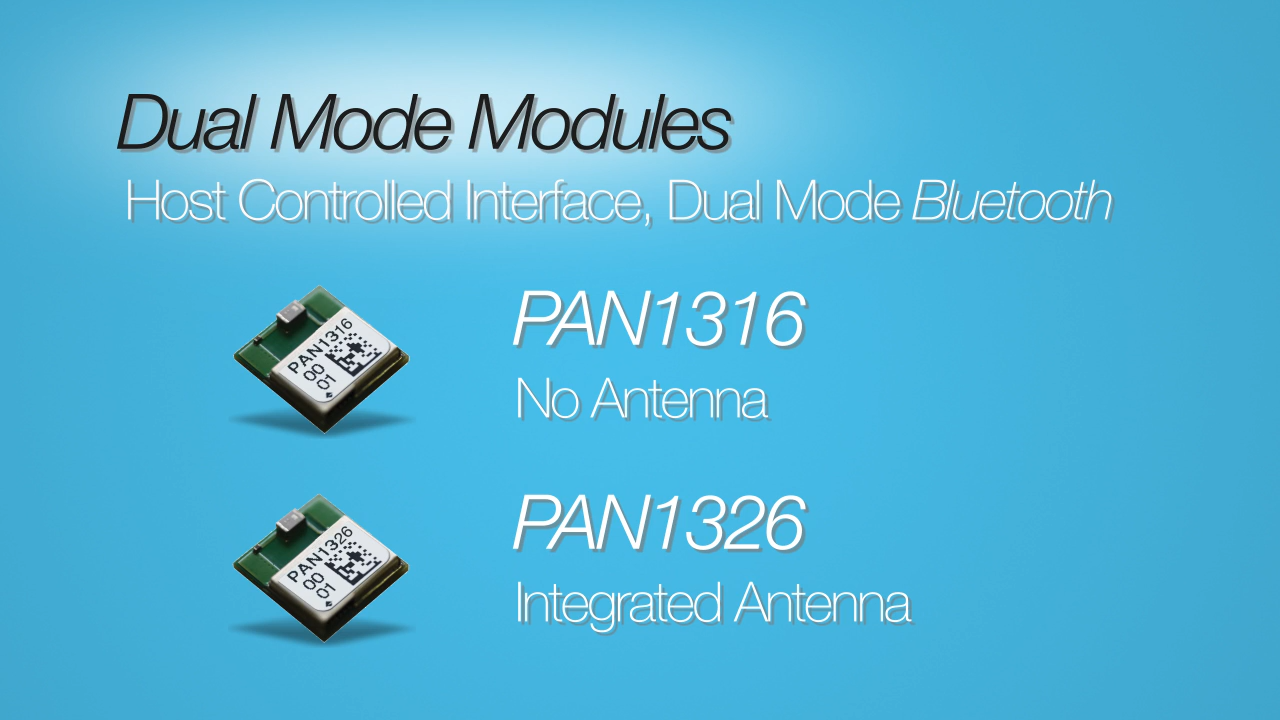 Dual Mode Modules
Host Controlled Interface, Dual Mode Bluetooth
PAN1316
00
01
PAN1316
No Antenna
PAN1326
00
01
PAN1326
Integrated Antenna